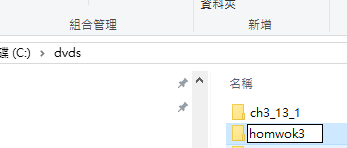 資料夾
組合管理 新增
碟 (C:) › dvds
名稱
ch3_13_1
homwok3